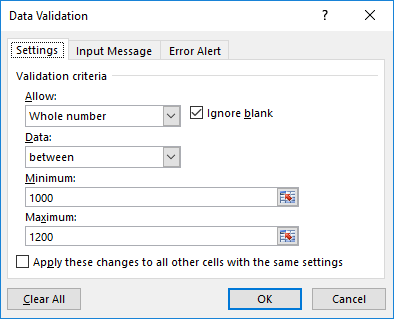 Data Validation
?
Settings
Input Message
Error Alert
Validation criteria
Allow:
Whole number
Ignore blank
Data:
between
Minimum:
1000
Maximum:
1200
Apply these changes to all other cells with the same settings
Clear All
OK
Cancel